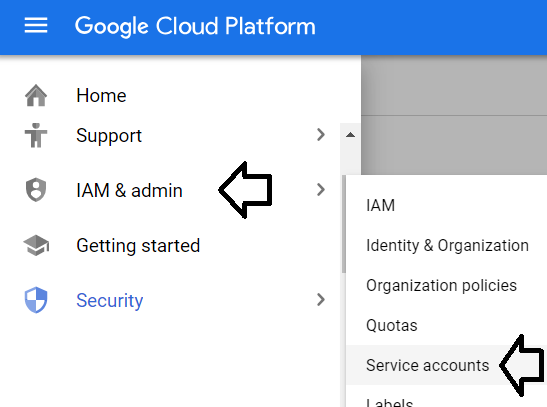 Google Cloud Platform
Home
Support
IAM & admin
Getting started
Security
IAM
Identity & Organization
Organization policies
Quotas
Service accounts
Labels